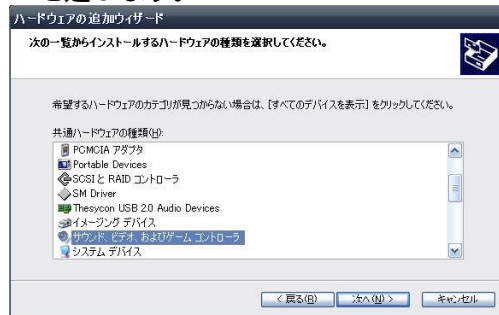 を選します。
ハードウェアの追加ウィザード
次の一覧からインストールするハードウェアの種類を選択してください。
希望するハードウェアのカテゴリが見つからない場合は、[すべてのデバイスを表示] をクリックしてください。
共通ハードウェアの種類(H):
PCMCIA アダプタ
Portable Devices
SCSI と RAID コントローラ
SM Driver
Thesycon USB 2.0 Audio Devices
イメージング デバイス
サウンド、ビデオ、およびゲーム コントローラ
システム デバイス
< 戻る(B)
次へ(N) >
キャンセル